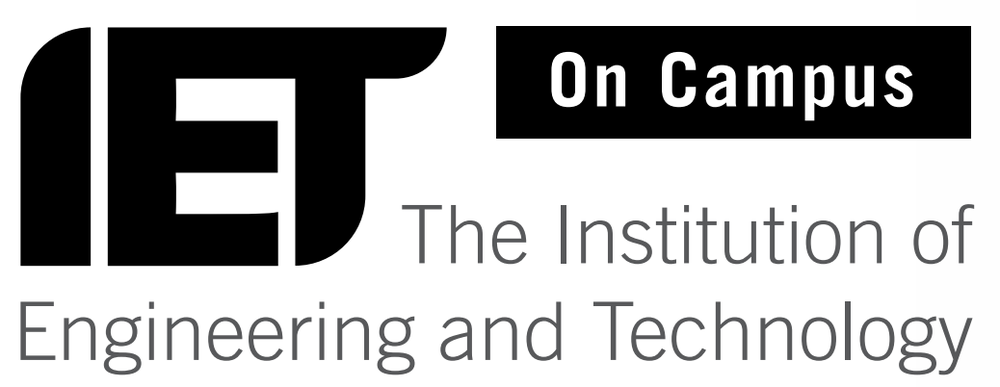 IET
On Campus
The Institution of
Engineering and Technology